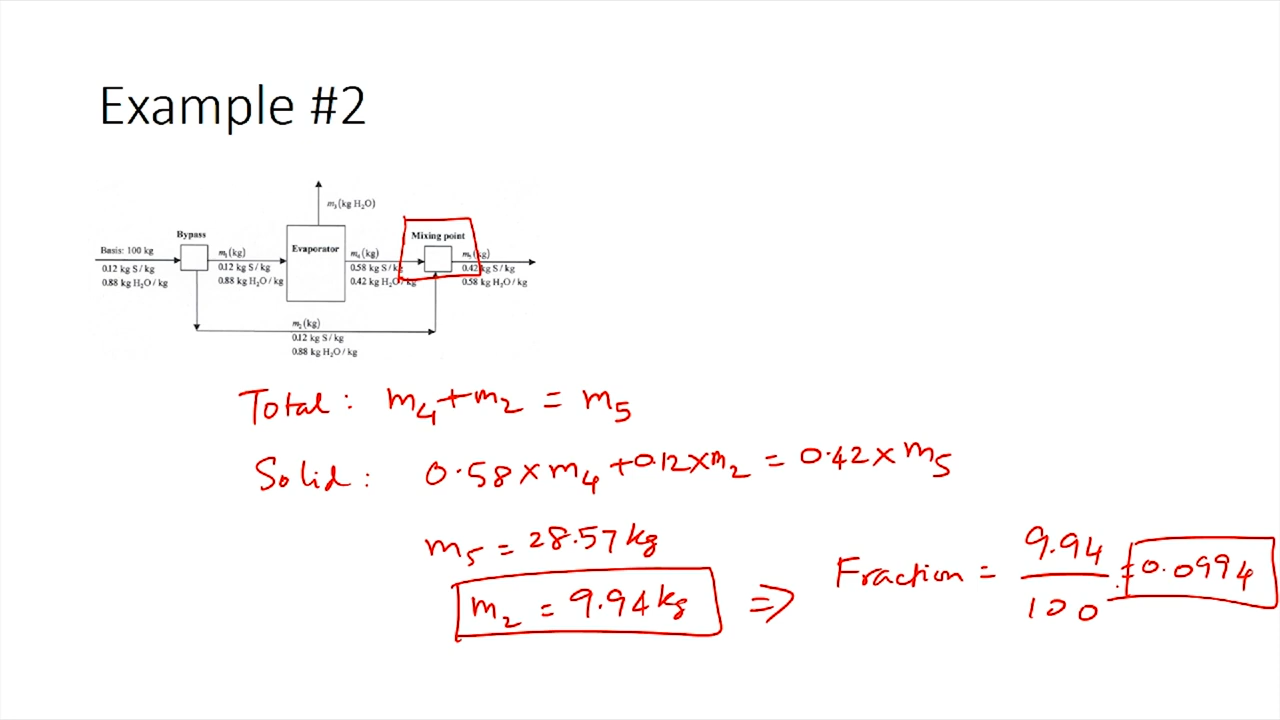 Example #2
m₃(kg H₂O)
Bypass
Evaporator
Mixing point
Basis: 100 kg
m₁(kg)
m₄(kg)
m₅(kg)
0.12 kg S/kg
0.12 kg S/kg
0.58 kg S/kg
0.42 kg S/kg
0.88 kg H₂O/kg
0.88 kg H₂O/kg
0.42 kg H₂O/kg
0.58 kg H₂O/kg
m₂(kg)
0.12 kg S/kg
0.88 kg H₂O/kg
Total: m₄+m₂ = m₅
Solid: 0.58×m₄+0.12×m₂ = 0.42×m₅
m₅ = 28.57 kg
m₂ = 9.94 kg ⇒ Fraction = 9.94/100 = 0.0994